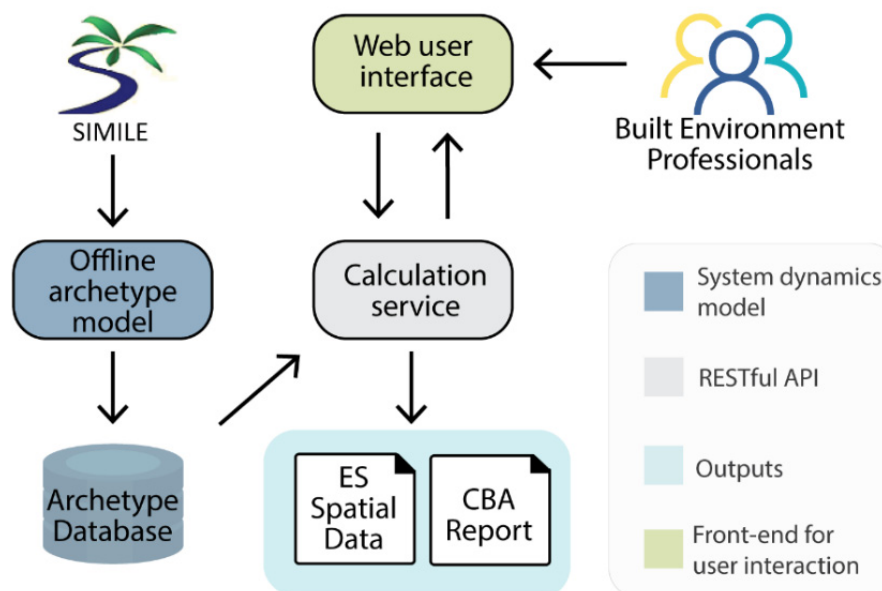 SIMILE
Web user
interface
Built Environment
Professionals
Offline
archetype
model
Calculation
service
Archetype
Database
ES
Spatial
Data
CBA
Report
System dynamics
model
RESTful API
Outputs
Front-end for
user interaction